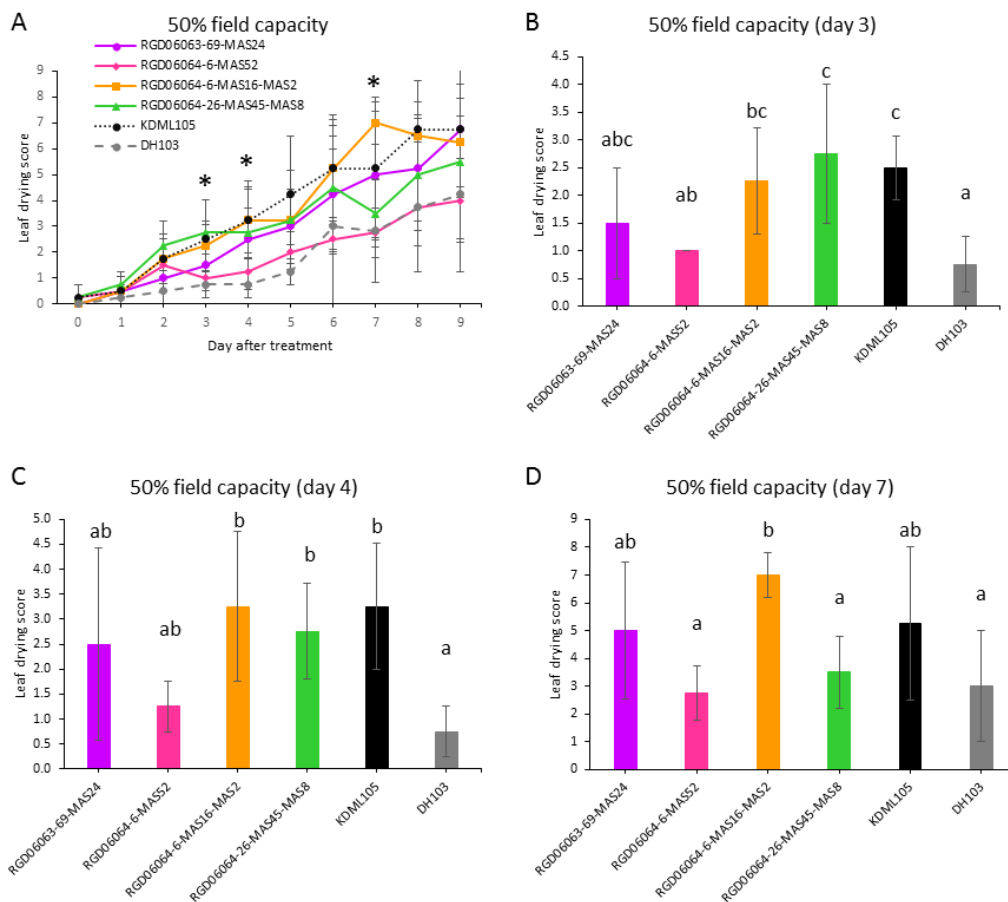 A
50% field capacity
RGD06063-69-MAS24
RGD06064-6-MAS52
RGD06064-6-MAS16-MAS2
RGD06064-26-MAS45-MAS8
KDML105
DH103
9
8
7
6
5
4
3
2
1
0
Leaf drying score
* * *
0 1 2 3 4 5 6 7 8 9
Day after treatment
B
50% field capacity (day 3)
4.5
4.0
3.5
3.0
2.5
2.0
1.5
1.0
0.5
0.0
Leaf drying score
abc ab bc c c a
RGD06063-69-MAS24
RGD06064-6-MAS52
RGD06064-6-MAS16-MAS2
RGD06064-26-MAS45-MAS8
KDML105
DH103
C
50% field capacity (day 4)
5.0
4.5
4.0
3.5
3.0
2.5
2.0
1.5
1.0
0.5
0.0
Leaf drying score
ab ab b b b a
RGD06063-69-MAS24
RGD06064-6-MAS52
RGD06064-6-MAS16-MAS2
RGD06064-26-MAS45-MAS8
KDML105
DH103
D
50% field capacity (day 7)
9
8
7
6
5
4
3
2
1
0
Leaf drying score
ab a b a ab a
RGD06063-69-MAS24
RGD06064-6-MAS52
RGD06064-6-MAS16-MAS2
RGD06064-26-MAS45-MAS8
KDML105
DH103